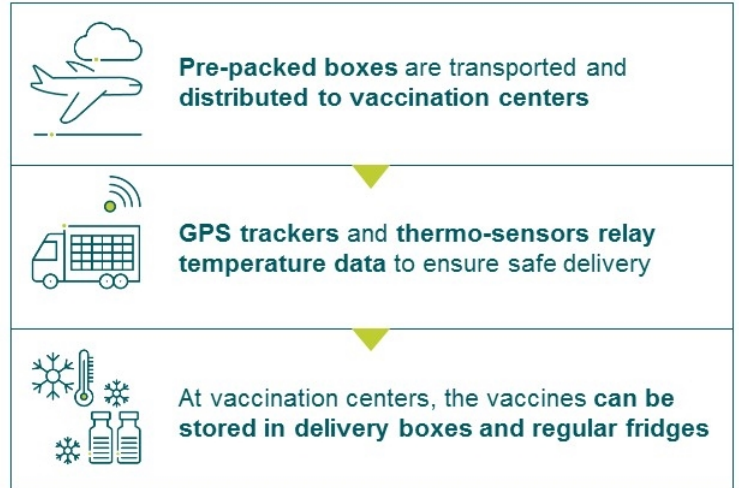 Pre-packed boxes are transported and
distributed to vaccination centers
GPS trackers and thermo-sensors relay
temperature data to ensure safe delivery
At vaccination centers, the vaccines can be
stored in delivery boxes and regular fridges